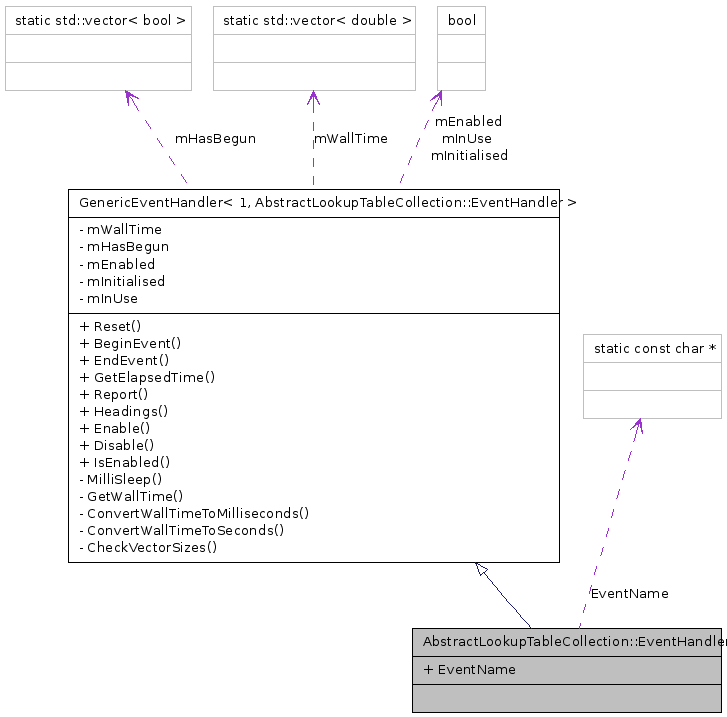 static std::vector< bool >
static std::vector< double >
bool
mHasBegun
mWallTime
mEnabled
mInUse
mInitialised
GenericEventHandler< 1, AbstractLookupTableCollection::EventHandler >
- mWallTime
- mHasBegun
- mEnabled
- mInitialised
- mInUse
+ Reset()
+ BeginEvent()
+ EndEvent()
+ GetElapsedTime()
+ Report()
+ Headings()
+ Enable()
+ Disable()
+ IsEnabled()
- MilliSleep()
- GetWallTime()
- ConvertWallTimeToMilliseconds()
- ConvertWallTimeToSeconds()
- CheckVectorSizes()
static const char *
EventName
AbstractLookupTableCollection::EventHandler
+ EventName